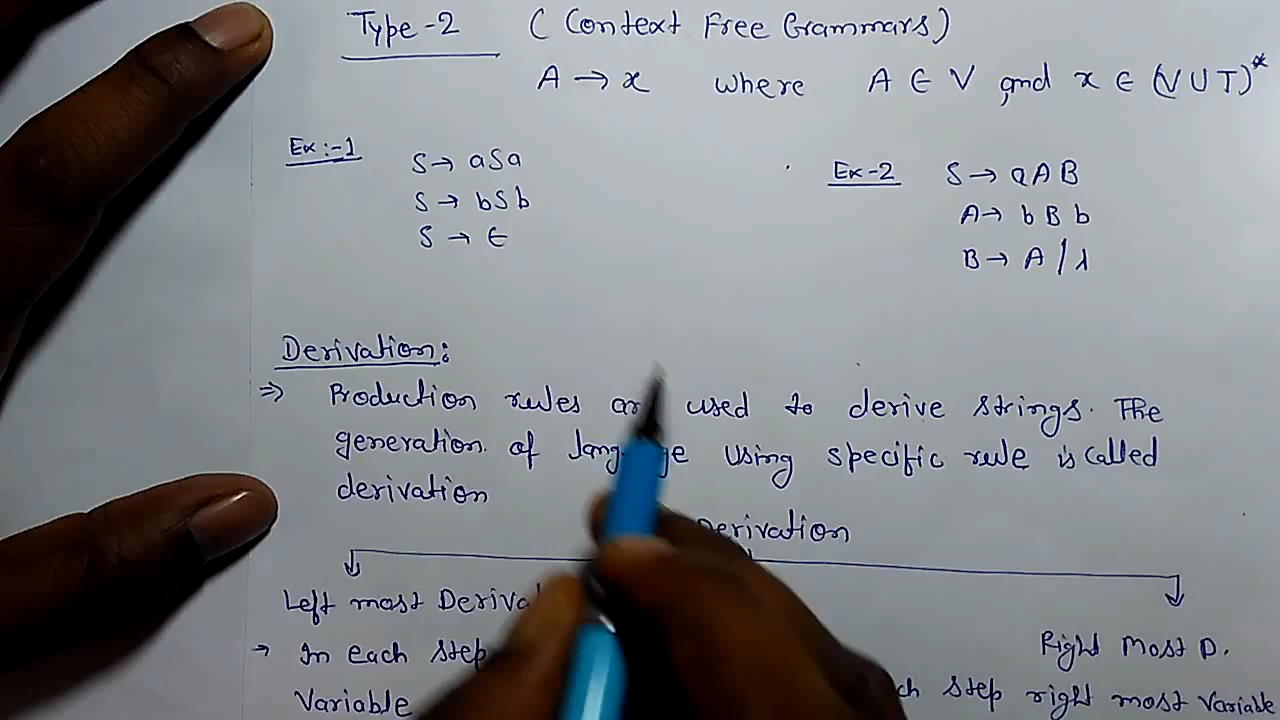 Type-2 (Context Free Grammars)
A → x where A ∈ V and x ∈ (V U T)*
Ex:-1
S → aSa
S → bSb
S → ϵ
Ex-2
S → aAB
A → bBb
B → A/λ
Derivation:
⇒ Production rules are used to derive strings. The
generation of using specific rule is called
derivation
Derivation
Left most
→ In each step
Variable
Right Most D.
step right most variable